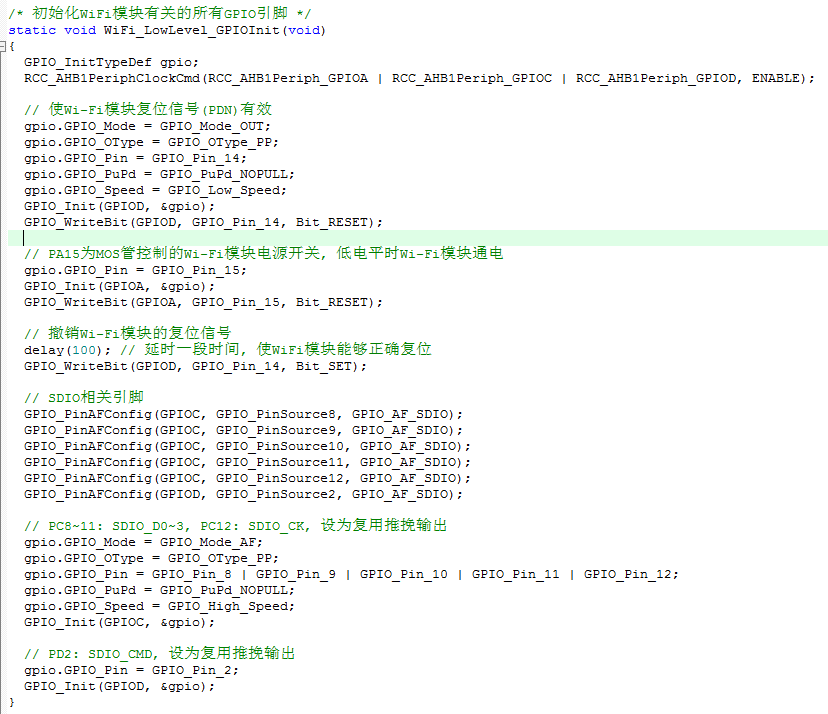 /* 初始化WiFi模块有关的所有GPIO引脚 */
static void WiFi_LowLevel_GPIOInit(void)
{
GPIO_InitTypeDef gpio;
RCC_AHB1PeriphClockCmd(RCC_AHB1Periph_GPIOA | RCC_AHB1Periph_GPIOC | RCC_AHB1Periph_GPIOD, ENABLE);
// 使Wi-Fi模块复位信号(PDN)有效
gpio.GPIO_Mode = GPIO_Mode_OUT;
gpio.GPIO_OType = GPIO_OType_PP;
gpio.GPIO_Pin = GPIO_Pin_14;
gpio.GPIO_PuPd = GPIO_PuPd_NOPULL;
gpio.GPIO_Speed = GPIO_Low_Speed;
GPIO_Init(GPIOD, &gpio);
GPIO_WriteBit(GPIOD, GPIO_Pin_14, Bit_RESET);
// PA15为MOS管控制的Wi-Fi模块电源开关, 低电平时Wi-Fi模块通电
gpio.GPIO_Pin = GPIO_Pin_15;
GPIO_Init(GPIOA, &gpio);
GPIO_WriteBit(GPIOA, GPIO_Pin_15, Bit_RESET);
// 撤销Wi-Fi模块的复位信号
delay(100); // 延时一段时间, 使WiFi模块能够正确复位
GPIO_WriteBit(GPIOD, GPIO_Pin_14, Bit_SET);
// SDIO相关引脚
GPIO_PinAFConfig(GPIOC, GPIO_PinSource8, GPIO_AF_SDIO);
GPIO_PinAFConfig(GPIOC, GPIO_PinSource9, GPIO_AF_SDIO);
GPIO_PinAFConfig(GPIOC, GPIO_PinSource10, GPIO_AF_SDIO);
GPIO_PinAFConfig(GPIOC, GPIO_PinSource11, GPIO_AF_SDIO);
GPIO_PinAFConfig(GPIOC, GPIO_PinSource12, GPIO_AF_SDIO);
GPIO_PinAFConfig(GPIOD, GPIO_PinSource2, GPIO_AF_SDIO);
// PC8~11: SDIO_D0~3, PC12: SDIO_CK, 设为复用推挽输出
gpio.GPIO_Mode = GPIO_Mode_AF;
gpio.GPIO_OType = GPIO_OType_PP;
gpio.GPIO_Pin = GPIO_Pin_8 | GPIO_Pin_9 | GPIO_Pin_10 | GPIO_Pin_11 | GPIO_Pin_12;
gpio.GPIO_PuPd = GPIO_PuPd_NOPULL;
gpio.GPIO_Speed = GPIO_High_Speed;
GPIO_Init(GPIOC, &gpio);
// PD2: SDIO_CMD, 设为复用推挽输出
gpio.GPIO_Pin = GPIO_Pin_2;
GPIO_Init(GPIOD, &gpio);
}